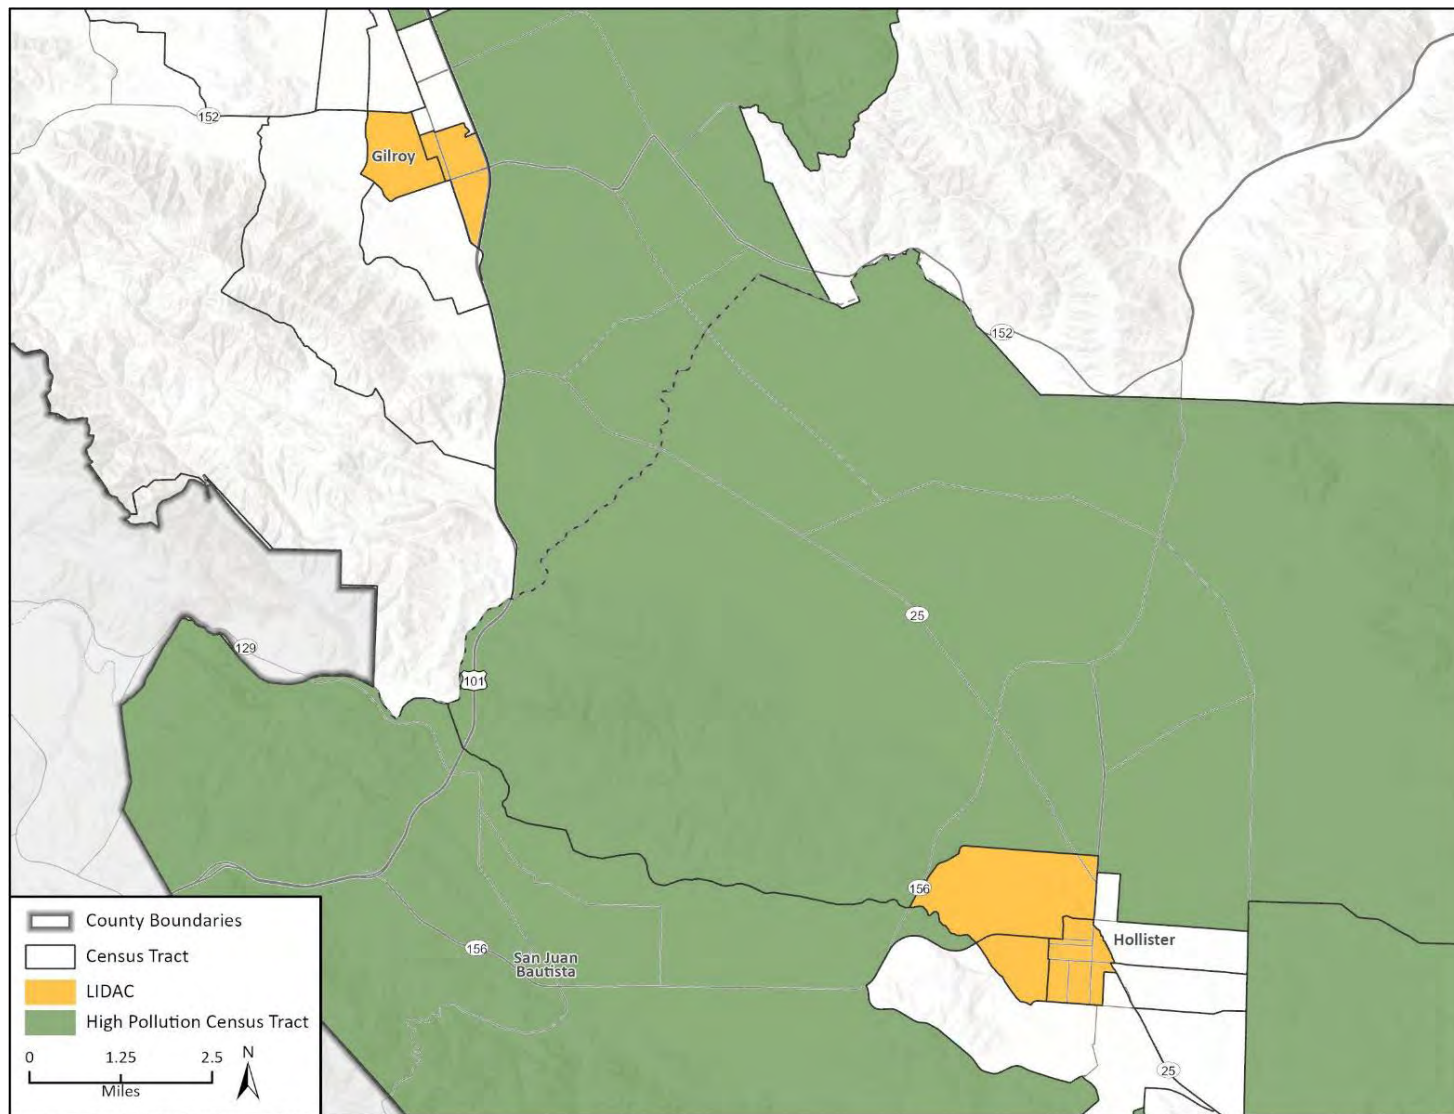 152
Gilroy
152
25
129
101
156
Hollister
156
San Juan
Bautista
25
County Boundaries
Census Tract
LIDAC
High Pollution Census Tract
0 1.25 2.5
Miles
N